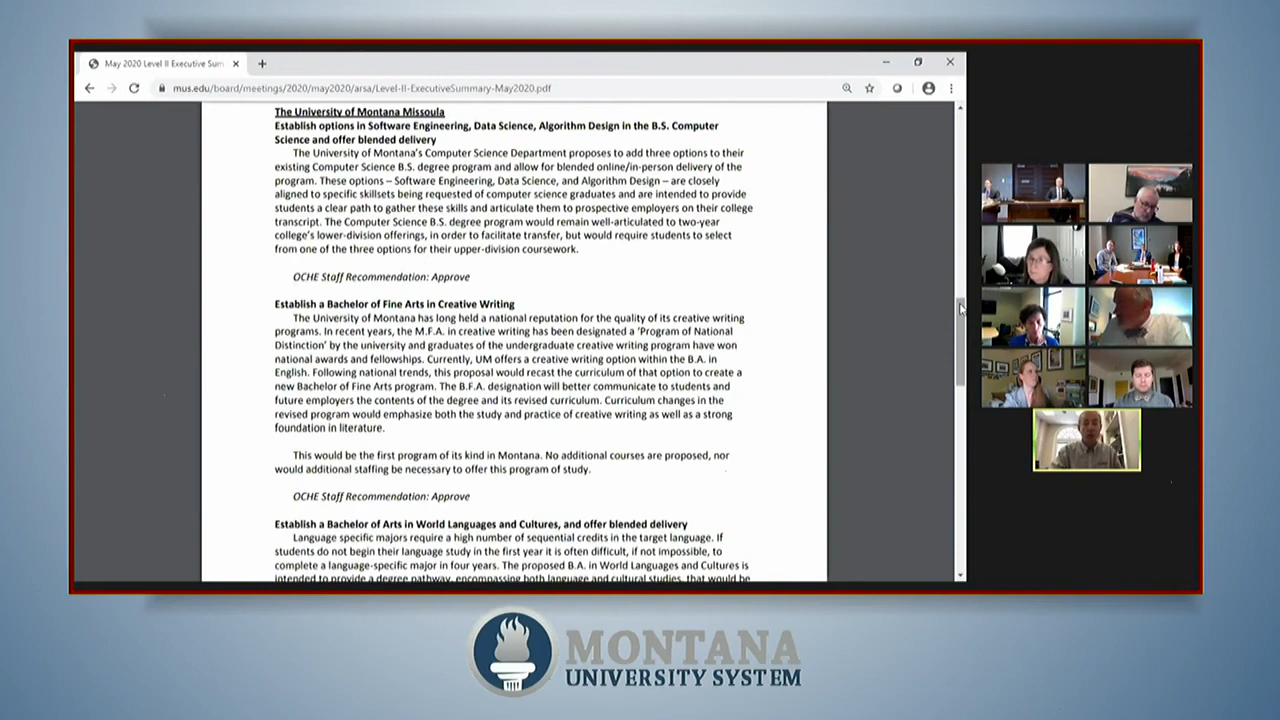 May 2020 Level II Executive Sum
mus.edu/board/meetings/2020/may2020/arsa/Level-II-ExecutiveSummary-May2020.pdf
The University of Montana Missoula
Establish options in Software Engineering, Data Science, Algorithm Design in the B.S. Computer
Science and offer blended delivery
The University of Montana's Computer Science Department proposes to add three options to their
existing Computer Science B.S. degree program and allow for blended online/in-person delivery of the
program. These options – Software Engineering, Data Science, and Algorithm Design – are closely
aligned to specific skillsets being requested of computer science graduates and are intended to provide
students a clear path to gather these skills and articulate them to prospective employers on their college
transcript. The Computer Science B.S. degree program would remain well-articulated to two-year
college's lower-division offerings, in order to facilitate transfer, but would require students to select
from one of the three options for their upper-division coursework.
OCHE Staff Recommendation: Approve
Establish a Bachelor of Fine Arts in Creative Writing
The University of Montana has long held a national reputation for the quality of its creative writing
programs. In recent years, the M.F.A. in creative writing has been designated a 'Program of National
Distinction' by the university and graduates of the undergraduate creative writing program have won
national awards and fellowships. Currently, UM offers a creative writing option within the B.A. in
English. Following national trends, this proposal would recast the curriculum of that option to create a
new Bachelor of Fine Arts program. The B.F.A. designation will better communicate to students and
future employers the contents of the degree and its revised curriculum. Curriculum changes in the
revised program would emphasize both the study and practice of creative writing as well as a strong
foundation in literature.
This would be the first program of its kind in Montana. No additional courses are proposed, nor
would additional staffing be necessary to offer this program of study.
OCHE Staff Recommendation: Approve
Establish a Bachelor of Arts in World Languages and Cultures, and offer blended delivery
Language specific majors require a high number of sequential credits in the target language. If
students do not begin their language study in the first year it is often difficult, if not impossible, to
complete a language-specific major in four years. The proposed B.A. in World Languages and Cultures is
intended to provide a degree pathway, encompassing both language and cultural studies, that would be
MONTANA
UNIVERSITY SYSTEM